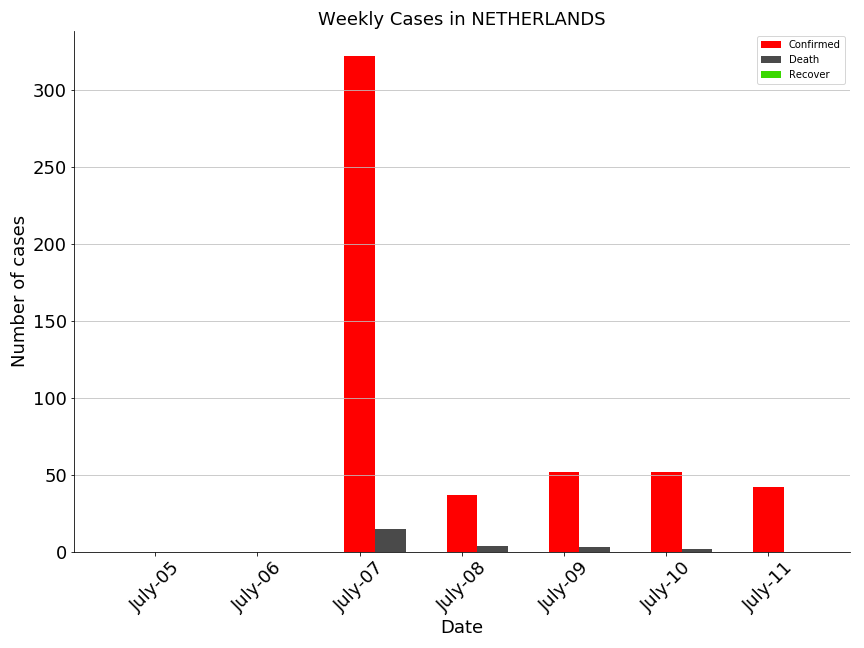 Weekly Cases in NETHERLANDS
Confirmed
Death
Recover
Number of cases
300
250
200
150
100
50
0
July-05
July-06
July-07
July-08
July-09
July-10
July-11
Date